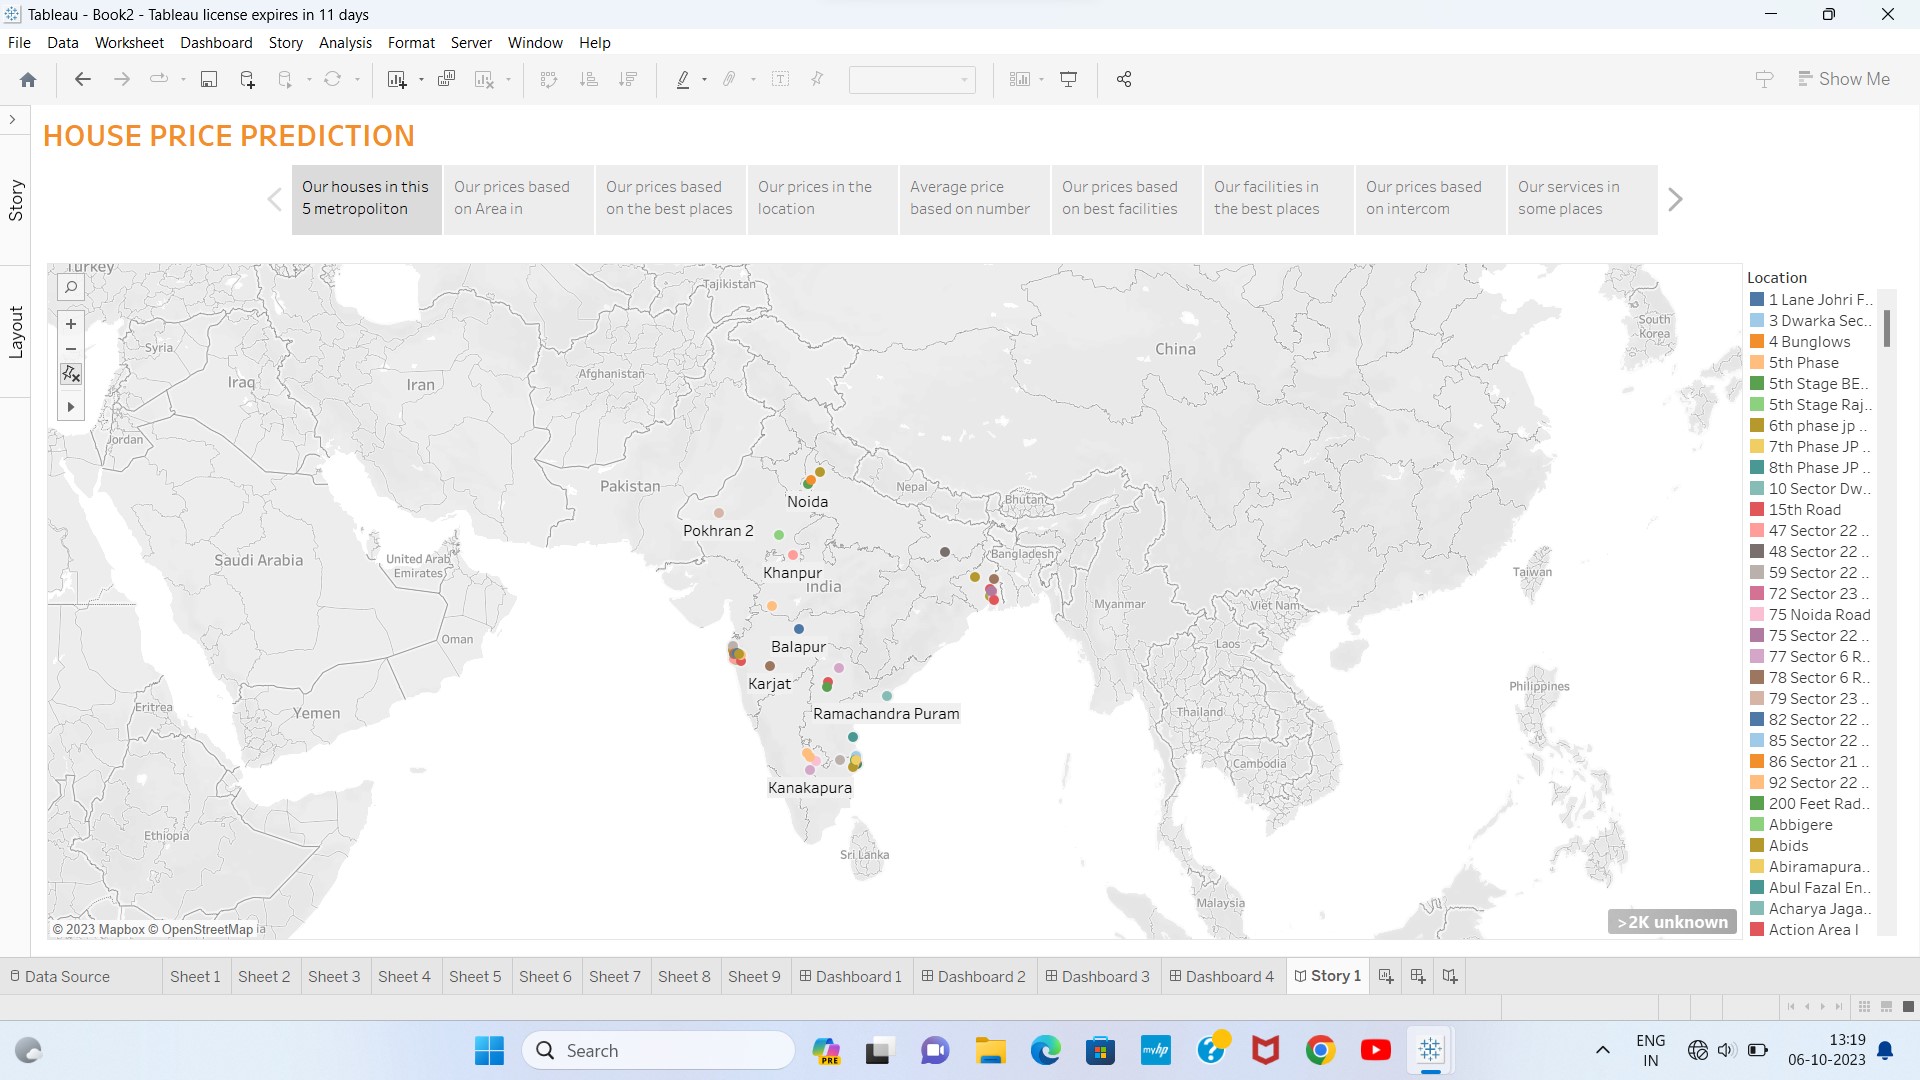 Tableau - Book2 - Tableau license expires in 11 days
File Data Worksheet Dashboard Story Analysis Format Server Window Help
Show Me
HOUSE PRICE PREDICTION
Story
Layout
Our houses in this
5 metropoliton
Our prices based
on Area in
Our prices based
on the best places
Our prices in the
location
Average price
based on number
Our prices based
on best facilities
Our facilities in
the best places
Our prices based
on intercom
Our services in
some places
Turkey
Tajikistan
Syria
Iraq
Iran
Afghanistan
China
South
Korea
Jordan
Pakistan
Nepal
Bhutan
Noida
Pokhran 2
Saudi Arabia
United Arab
Emirates
Khanpur
India
Bangladesh
Taiwan
Myanmar
Viet Nam
Oman
Balapur
Laos
Karjat
Philippines
Eritrea
Yemen
Ramachandra Puram
Thailand
Cambodia
Kanakapura
Ethiopia
Sri Lanka
Malaysia
© 2023 Mapbox © OpenStreetMap
>2K unknown
Location
1 Lane Johri F..
3 Dwarka Sec..
4 Bunglows
5th Phase
5th Stage BE..
5th Stage Raj..
6th phase jp ..
7th Phase JP ..
8th Phase JP ..
10 Sector Dw..
15th Road
47 Sector 22 ..
48 Sector 22 ..
59 Sector 22 ..
72 Sector 23 ..
75 Noida Road
75 Sector 22 ..
77 Sector 6 R..
78 Sector 6 R..
79 Sector 23 ..
82 Sector 22 ..
85 Sector 22 ..
86 Sector 21 ..
92 Sector 22 ..
200 Feet Rad..
Abbigere
Abids
Abiramapura..
Abul Fazal En..
Acharya Jaga..
Action Area I
Data Source Sheet 1 Sheet 2 Sheet 3 Sheet 4 Sheet 5 Sheet 6 Sheet 7 Sheet 8 Sheet 9 Dashboard 1 Dashboard 2 Dashboard 3 Dashboard 4 Story 1
Search
PRE
myhp
ENG
IN
13:19
06-10-2023